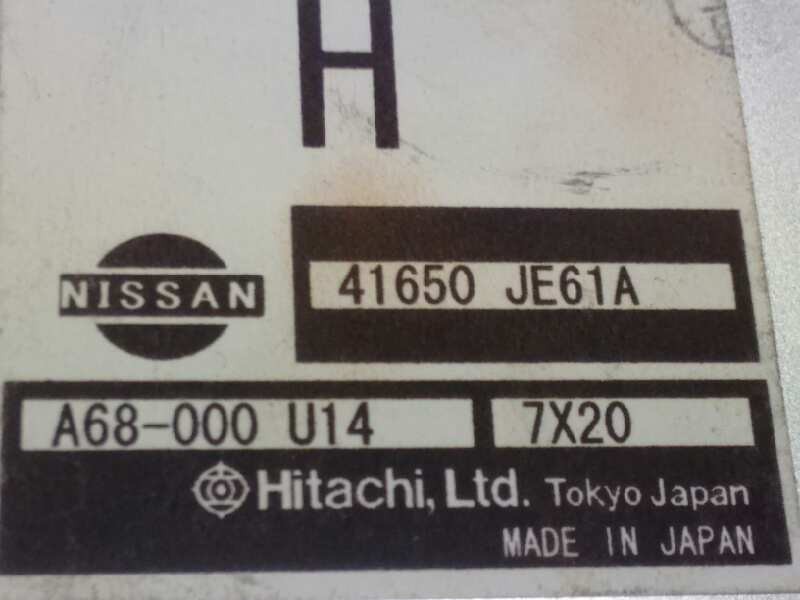 H
NISSAN
41650 JE61A
A68-000 U14 7X20
Hitachi, Ltd. Tokyo Japan
MADE IN JAPAN